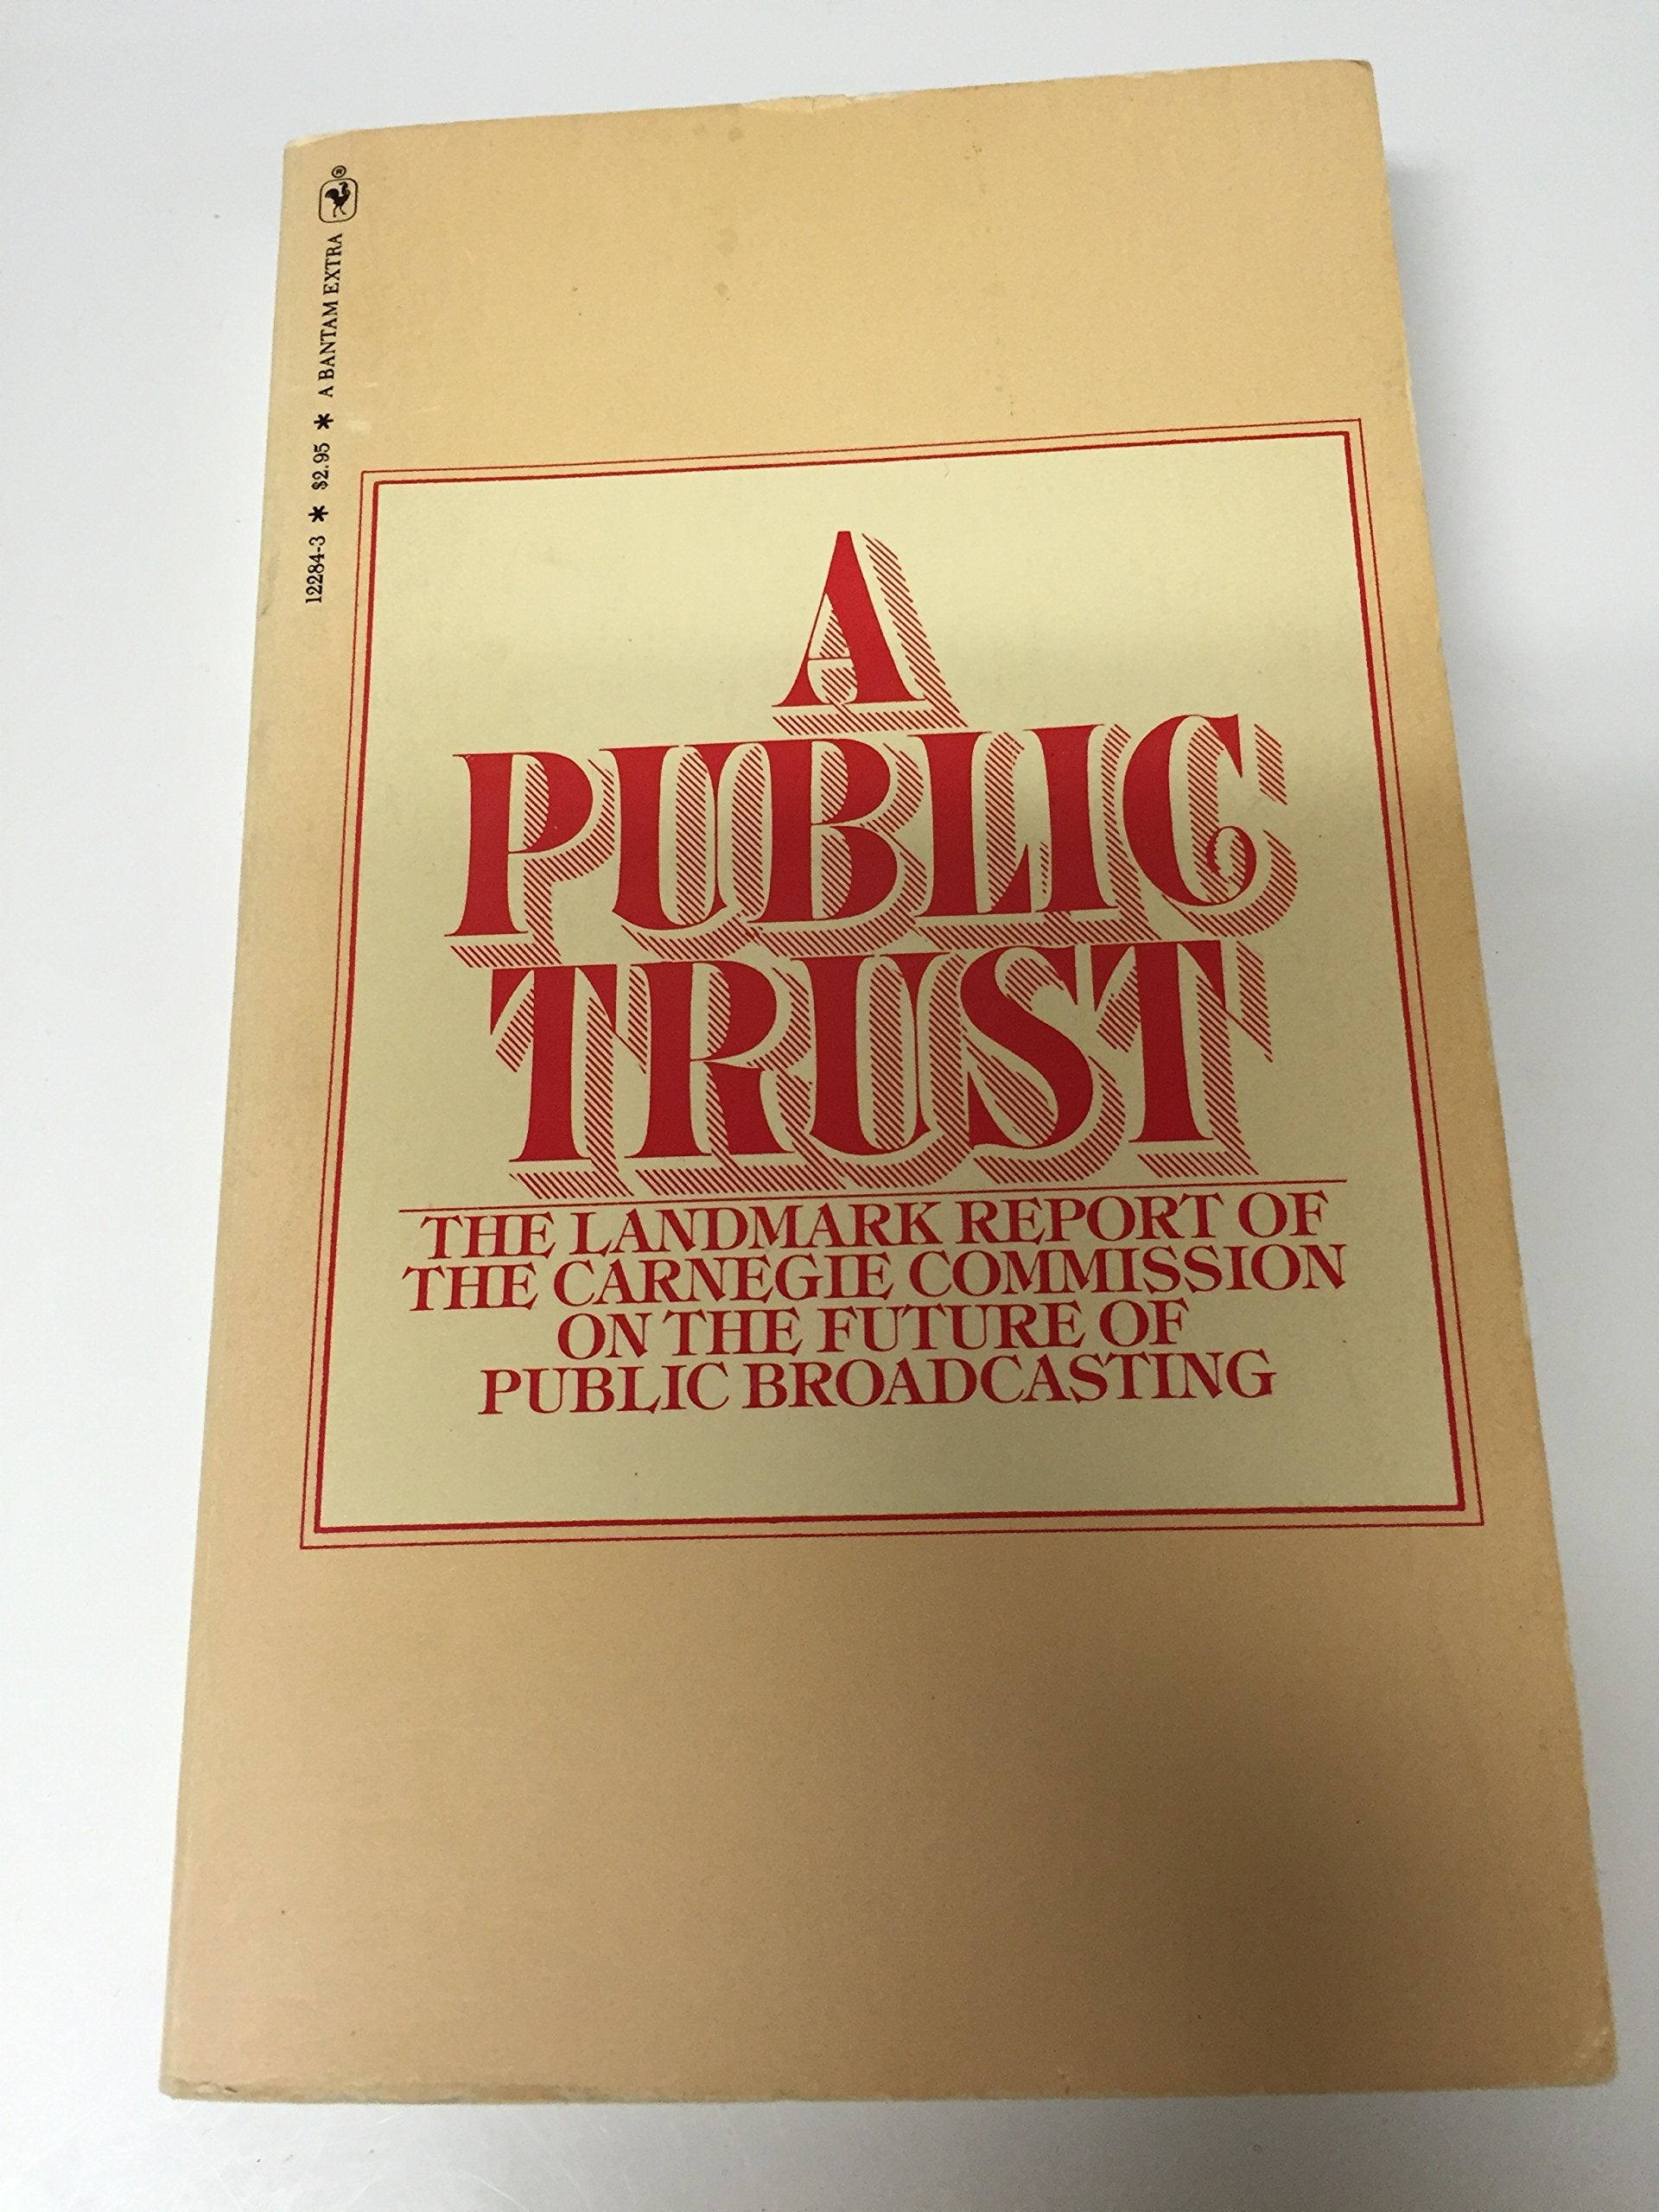 12284-3 * $2.95 * A BANTAM EXTRA ®
A
PUBLIC
TRUST
THE LANDMARK REPORT OF
THE CARNEGIE COMMISSION
ON THE FUTURE OF
PUBLIC BROADCASTING